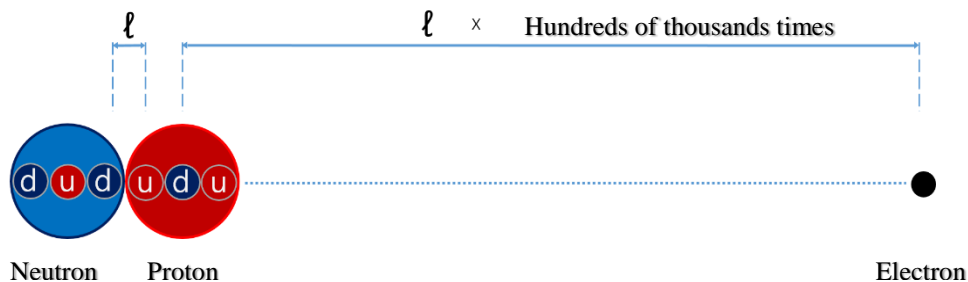 ℓ
ℓ x Hundreds of thousands times
d u d u d u
Neutron Proton Electron